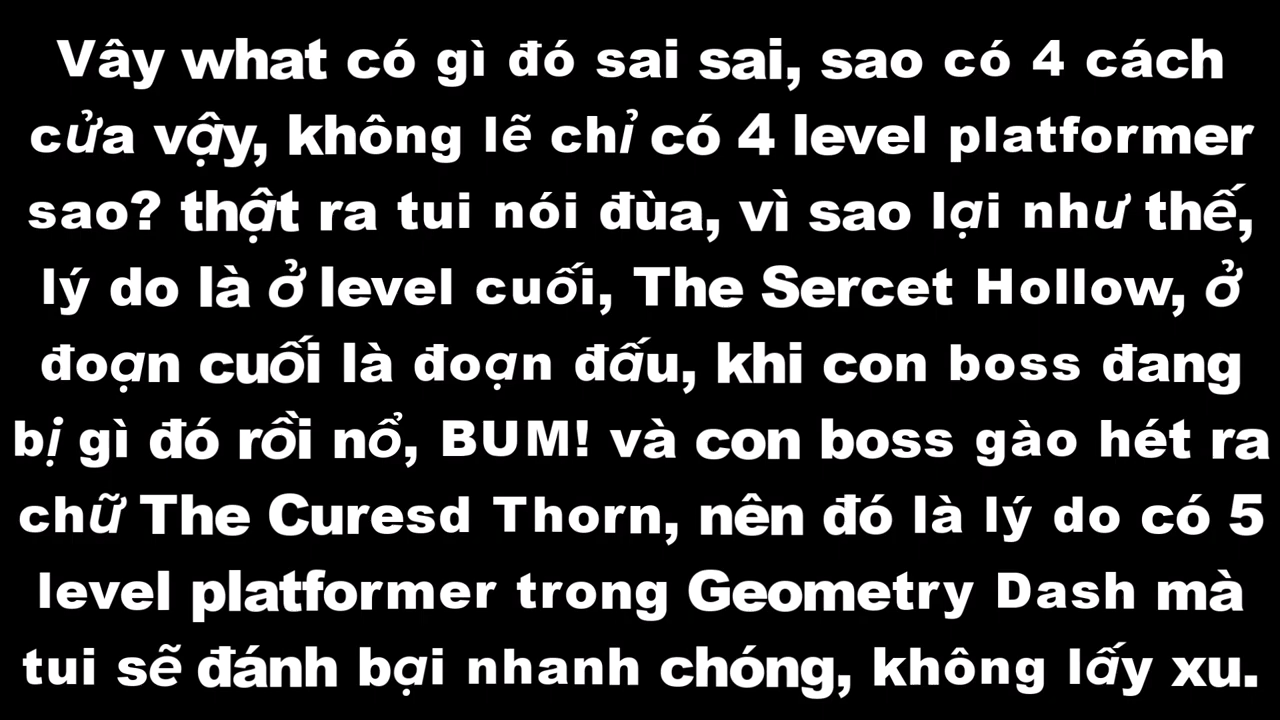 Vây what có gì đó sai sai, sao có 4 cách
cửa vậy, không lẽ chỉ có 4 level platformer
sao? thật ra tui nói đùa, vì sao lại như thế,
lý do là ở level cuối, The Sercet Hollow, ở
đoạn cuối là đoạn đấu, khi con boss đang
bị gì đó rồi nổ, BUM! và con boss gào hét ra
chữ The Curesd Thorn, nên đó là lý do có 5
level platformer trong Geometry Dash mà
tui sẽ đánh bại nhanh chóng, không lấy xu.